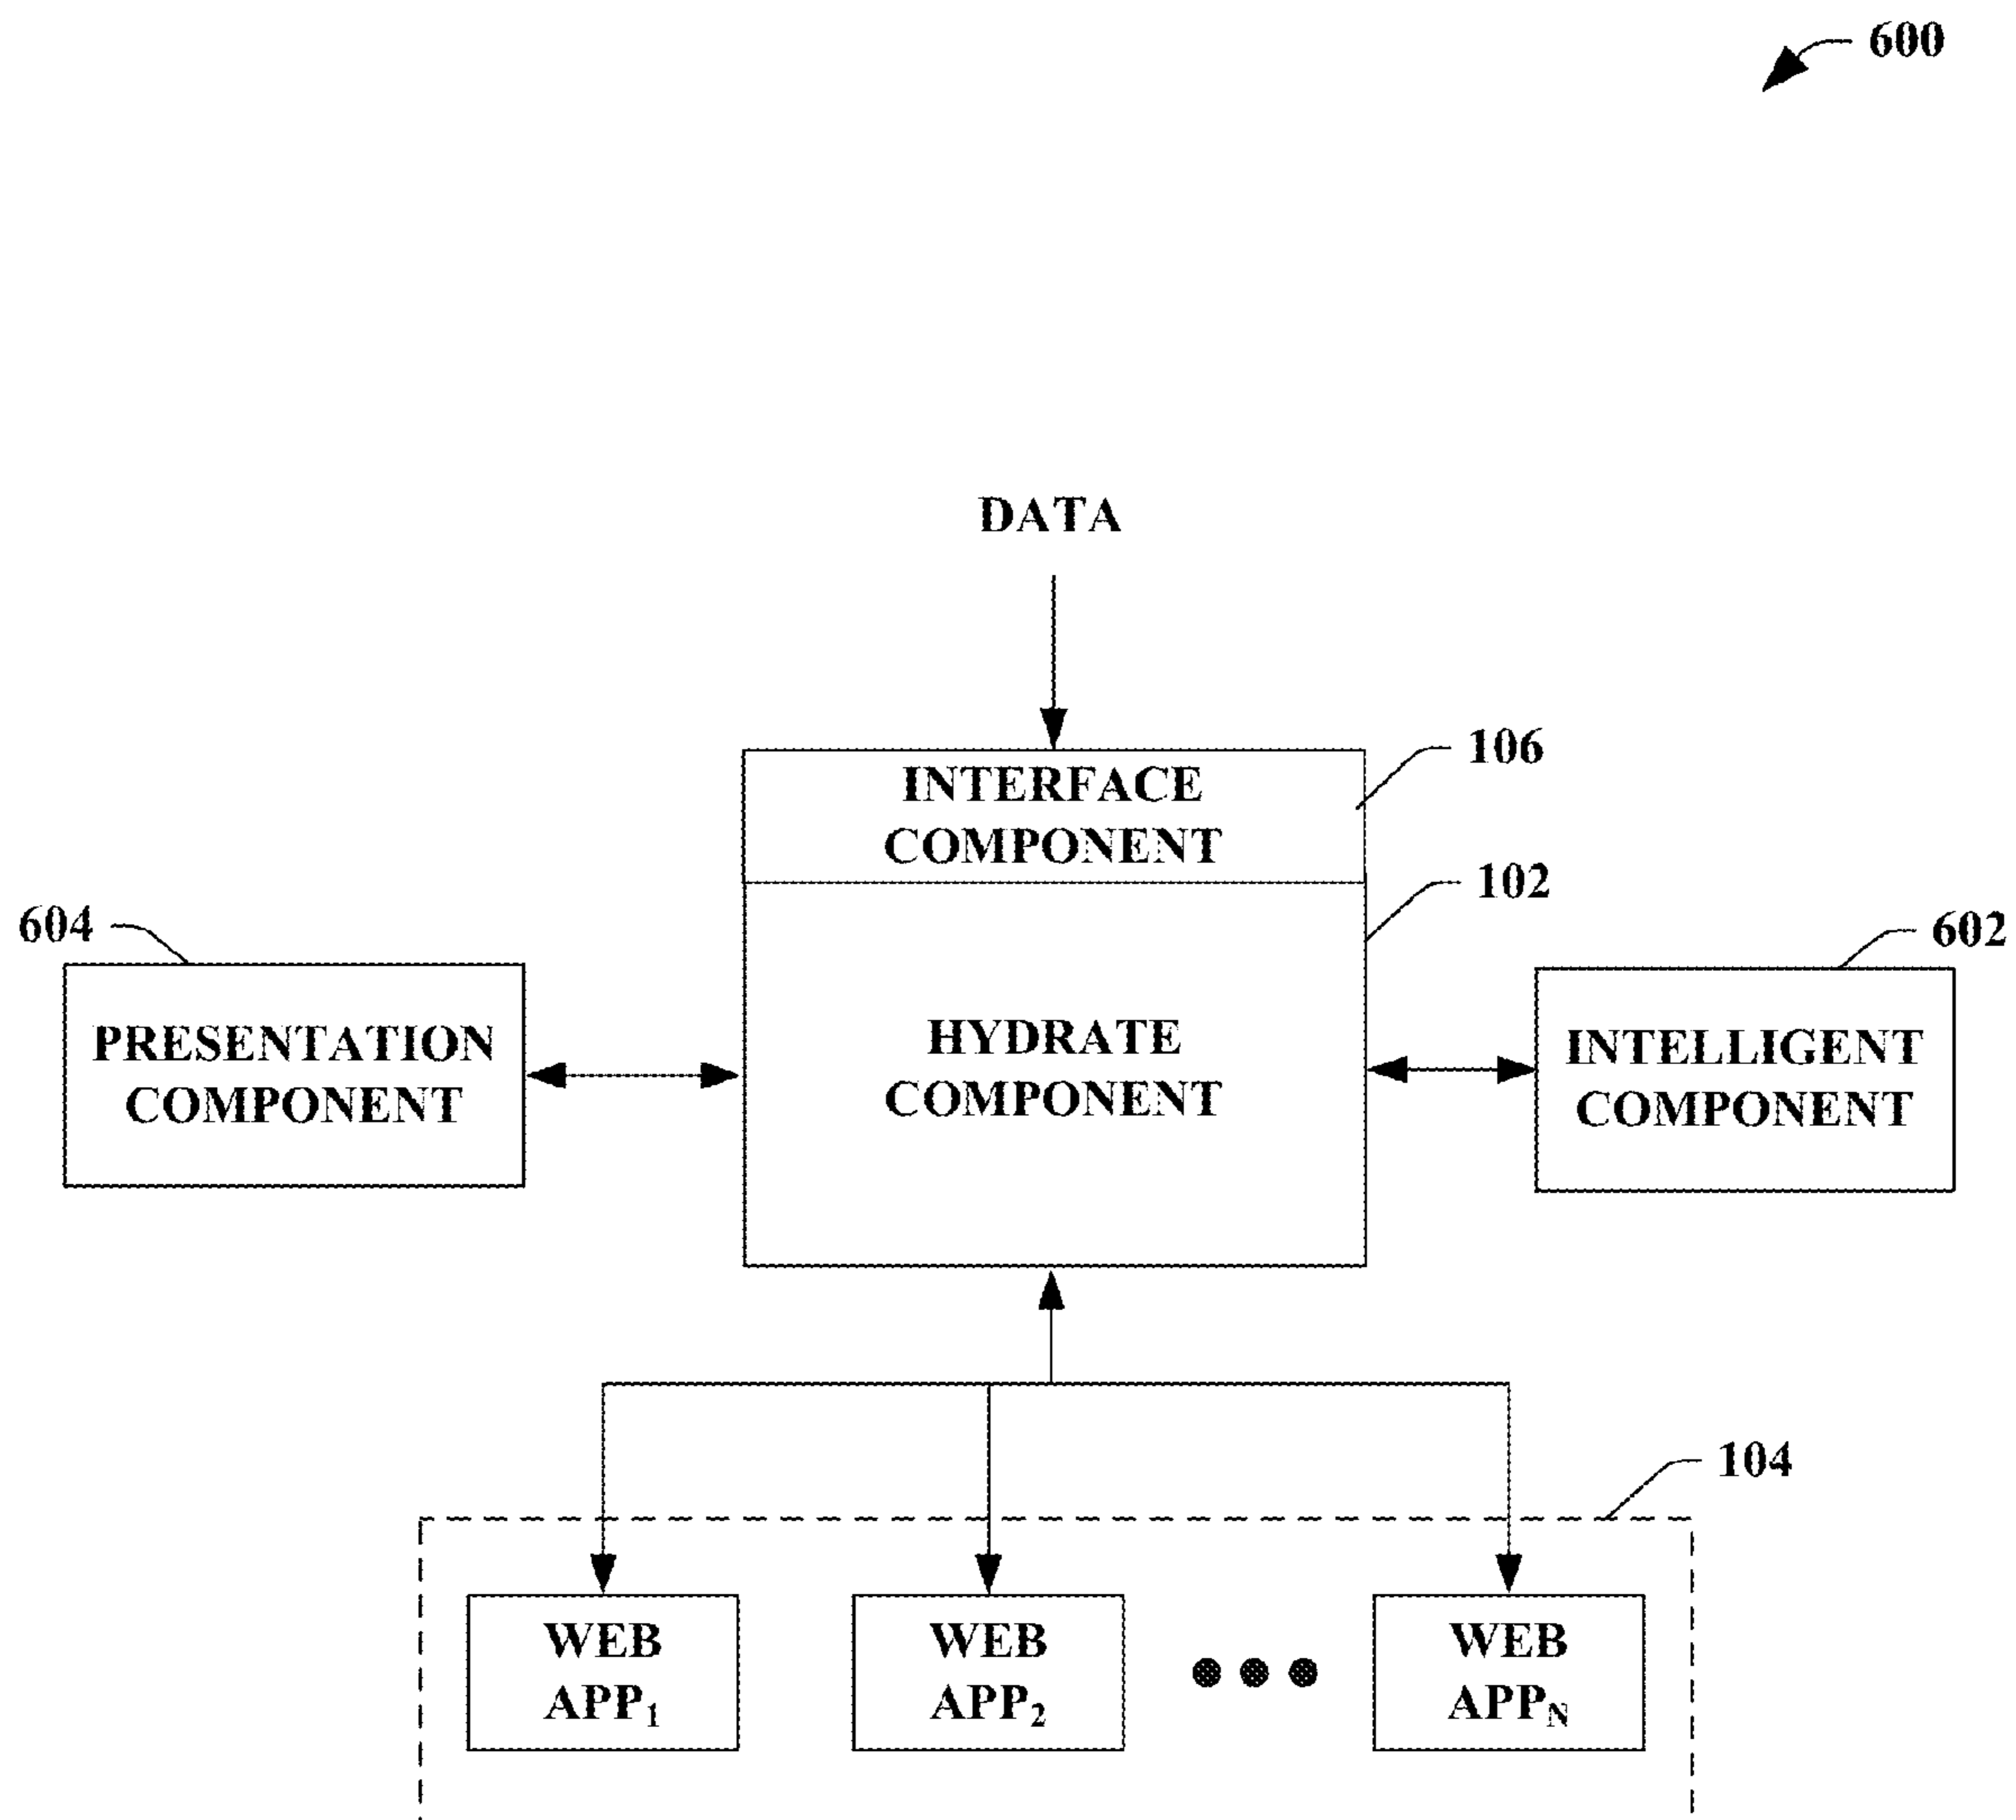 600
DATA
INTERFACE
COMPONENT
106
102
604
602
PRESENTATION
COMPONENT
HYDRATE
COMPONENT
INTELLIGENT
COMPONENT
104
WEB
APP₁
WEB
APP₂
WEB
APPN